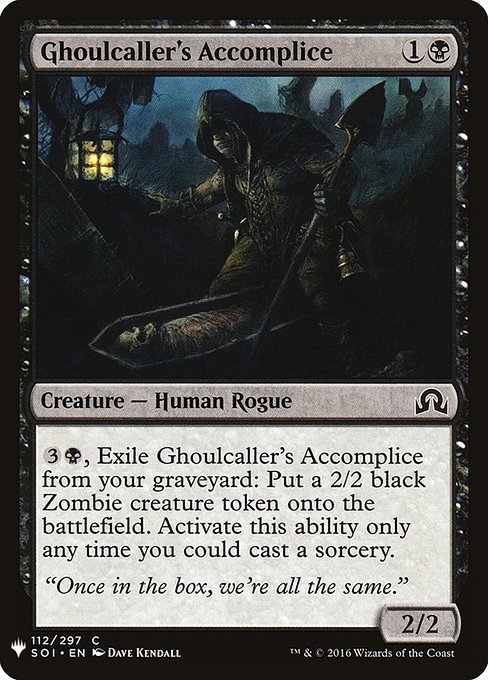 Ghoulcaller's Accomplice 1
Creature — Human Rogue
3, Exile Ghoulcaller's Accomplice
from your graveyard: Put a 2/2 black
Zombie creature token onto the
battlefield. Activate this ability only
any time you could cast a sorcery.
"Once in the box, we're all the same."
2/2
112/297 C
SOI • EN DAVE KENDALL
™ & © 2016 Wizards of the Coast